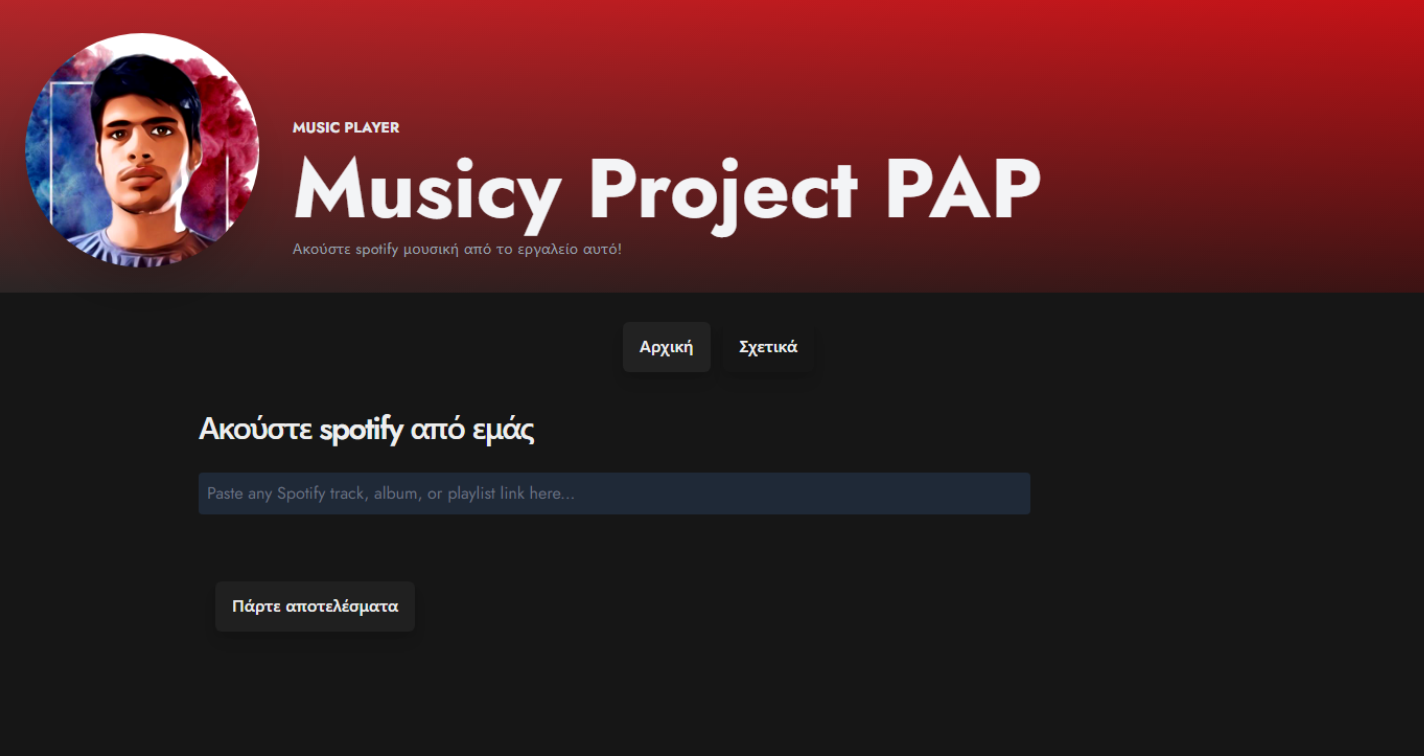 MUSIC PLAYER
Musicy Project PAP
Ακούστε spotify μουσική από το εργαλείο αυτό!
Αρχική
Σχετικά
Ακούστε spotify από εμάς
Paste any Spotify track, album, or playlist link here...
Πάρτε αποτελέσματα